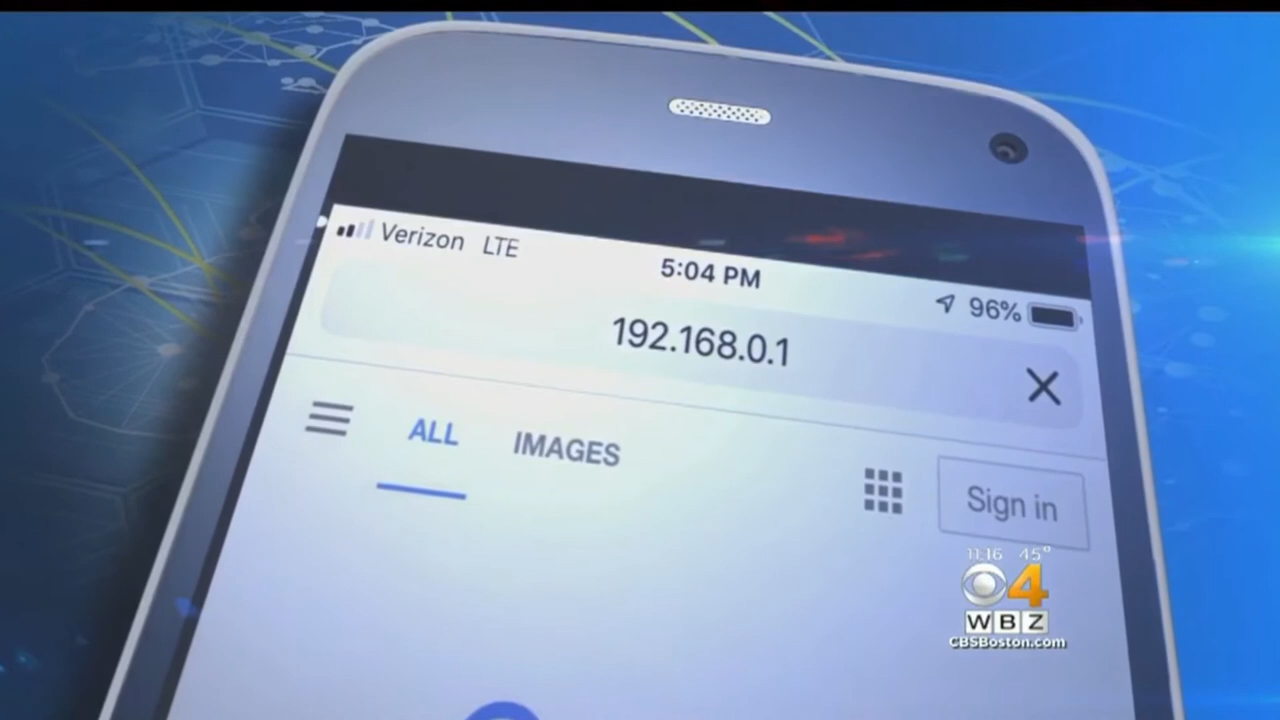 Verizon LTE
5:04 PM
96%
192.168.0.1
ALL IMAGES
Sign in
11:16 45°
4
WBZ
CBSBoston.com